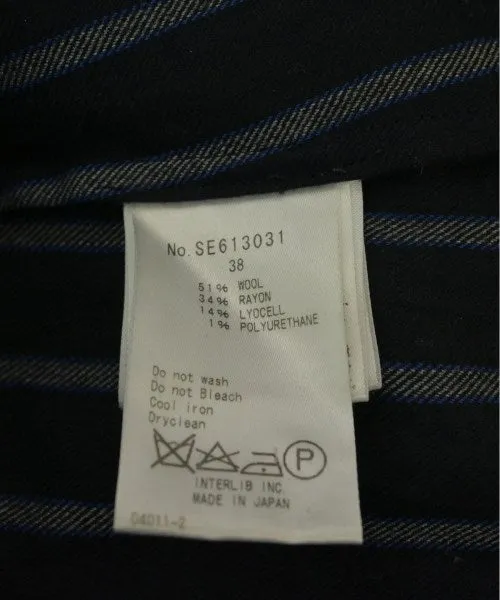 No. SE613031
38
51% WOOL
34% RAYON
14% LYOCELL
1% POLYURETHANE
Do not wash
Do not Bleach
Cool iron
Dryclean
P
INTERLIB INC.
MADE IN JAPAN
04011-2